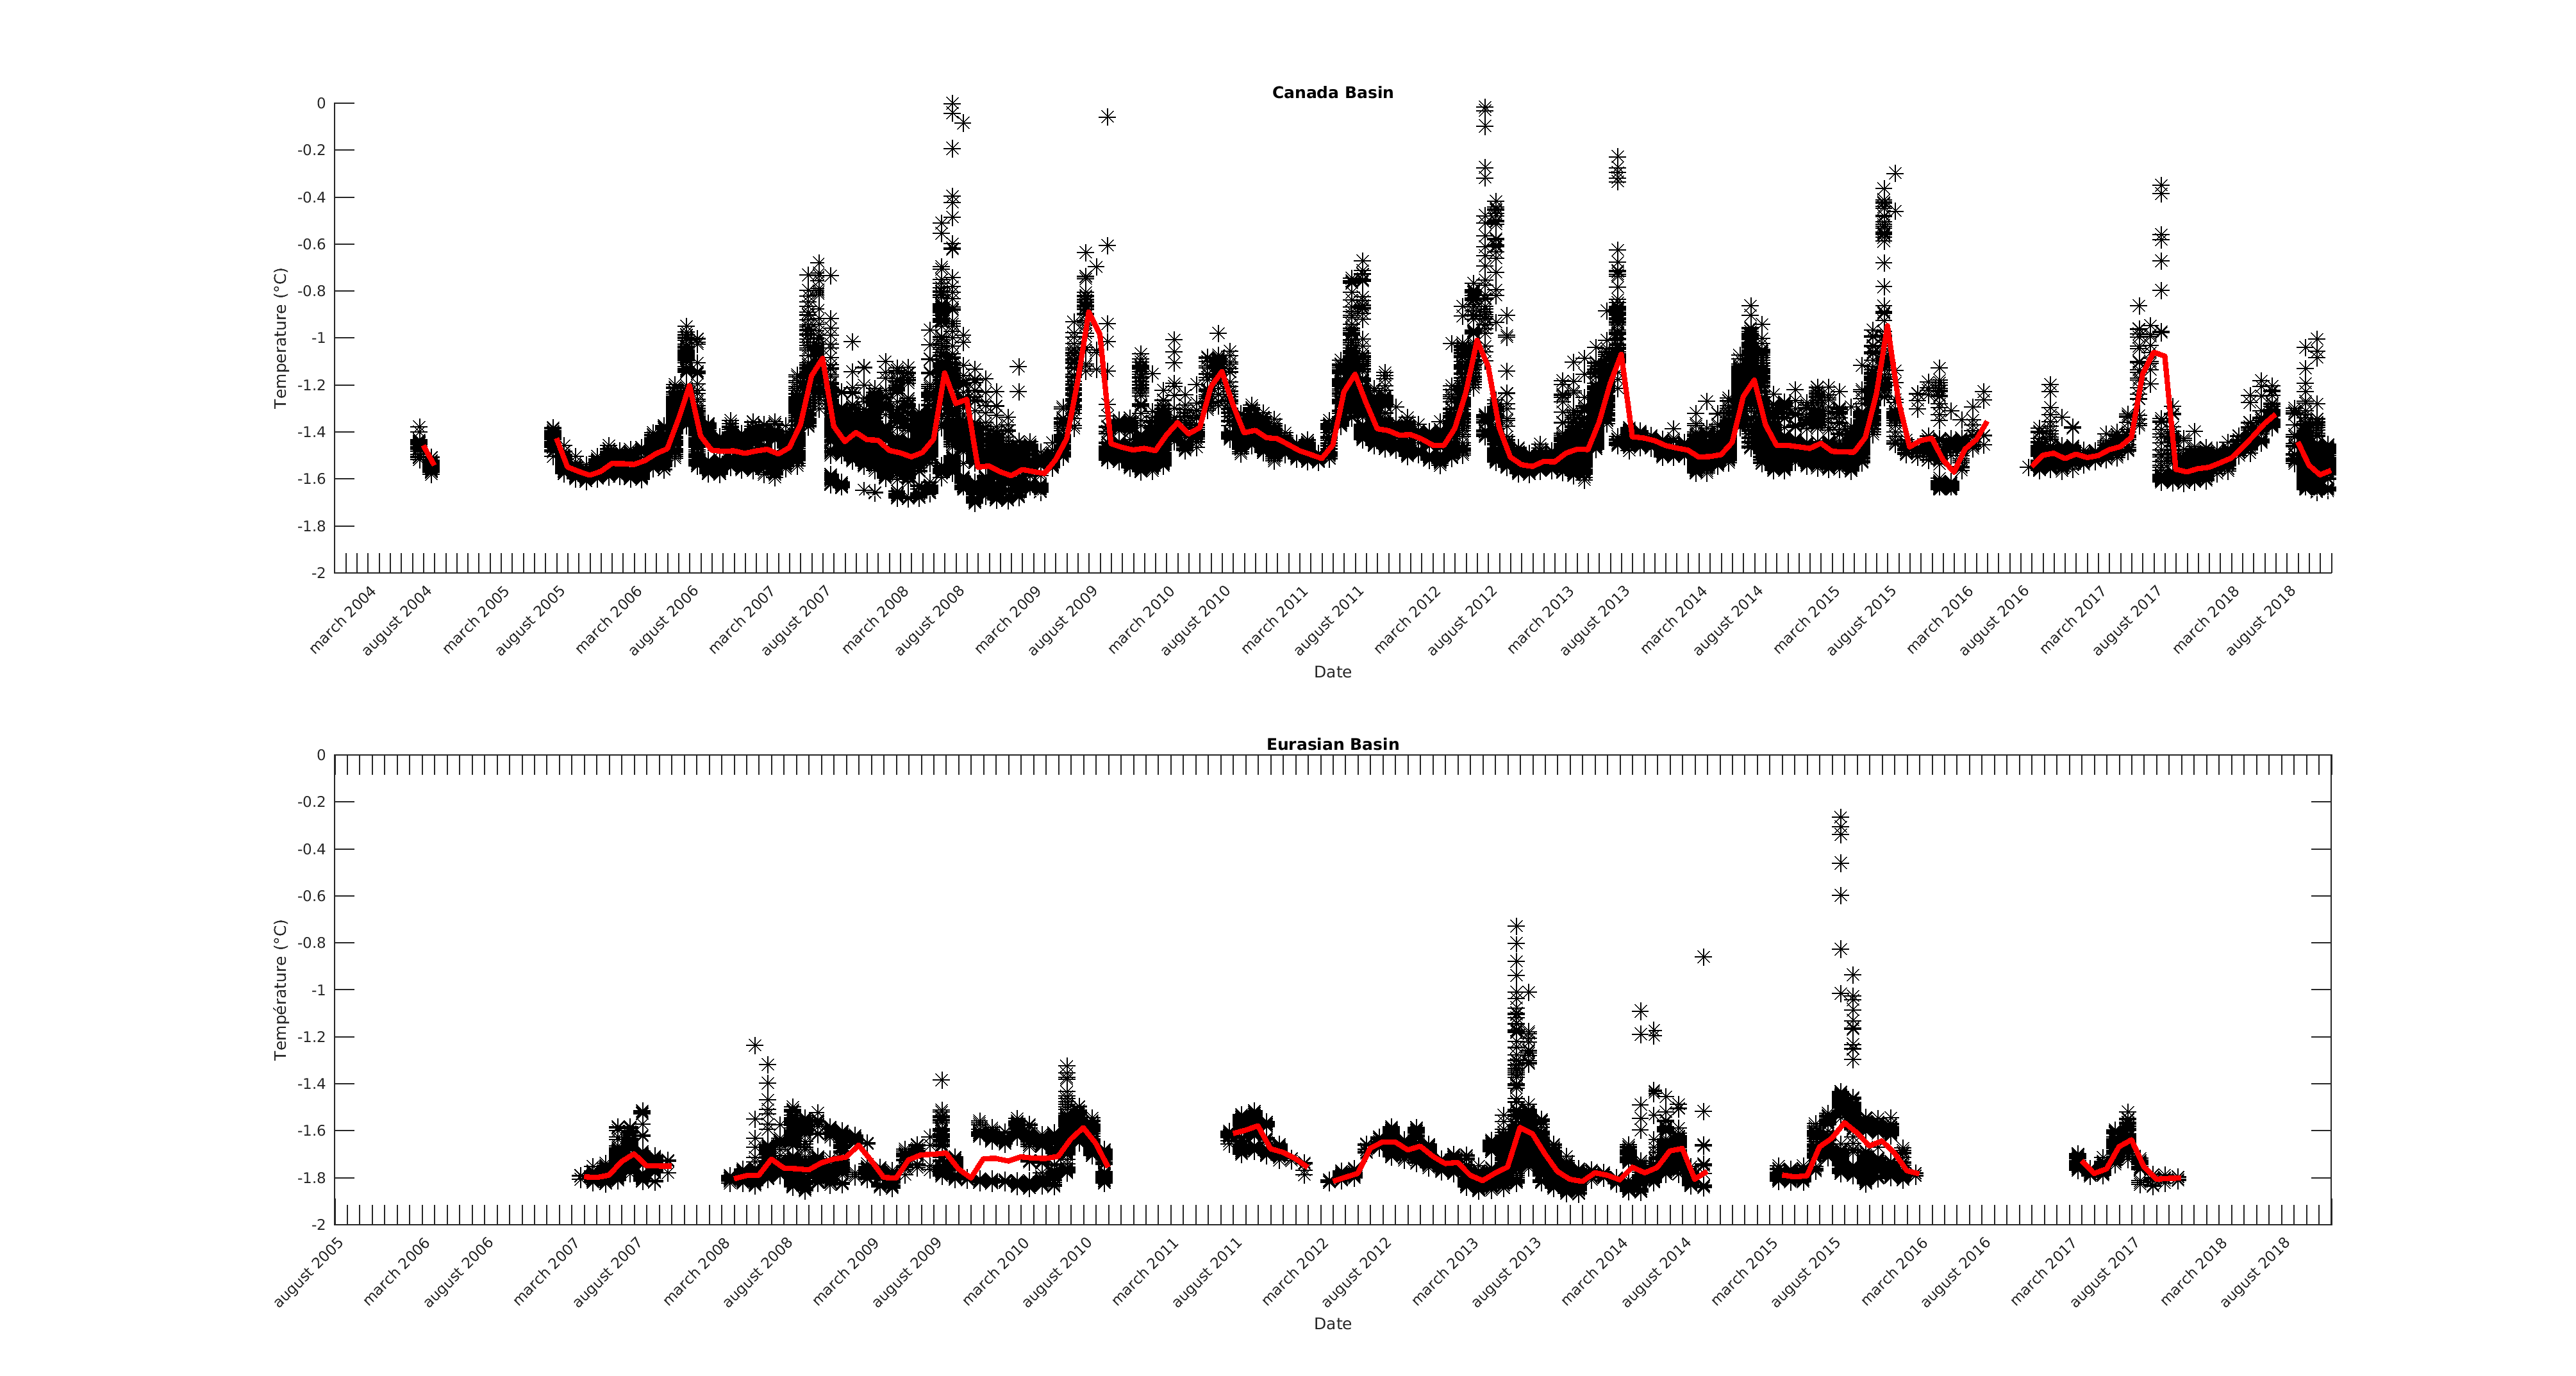 Canada Basin
0
-0.2
-0.4
-0.6
-0.8
-1
-1.2
-1.4
-1.6
-1.8
-2
Temperature (°C)
march 2004
august 2004
march 2005
august 2005
march 2006
august 2006
march 2007
august 2007
march 2008
august 2008
march 2009
august 2009
march 2010
august 2010
march 2011
august 2011
march 2012
august 2012
march 2013
august 2013
march 2014
august 2014
march 2015
august 2015
march 2016
august 2016
march 2017
august 2017
march 2018
august 2018
Date
Eurasian Basin
0
-0.2
-0.4
-0.6
-0.8
-1
-1.2
-1.4
-1.6
-1.8
-2
Température (°C)
august 2005
march 2006
august 2006
march 2007
august 2007
march 2008
august 2008
march 2009
august 2009
march 2010
august 2010
march 2011
august 2011
march 2012
august 2012
march 2013
august 2013
march 2014
august 2014
march 2015
august 2015
march 2016
august 2016
march 2017
august 2017
march 2018
august 2018
Date